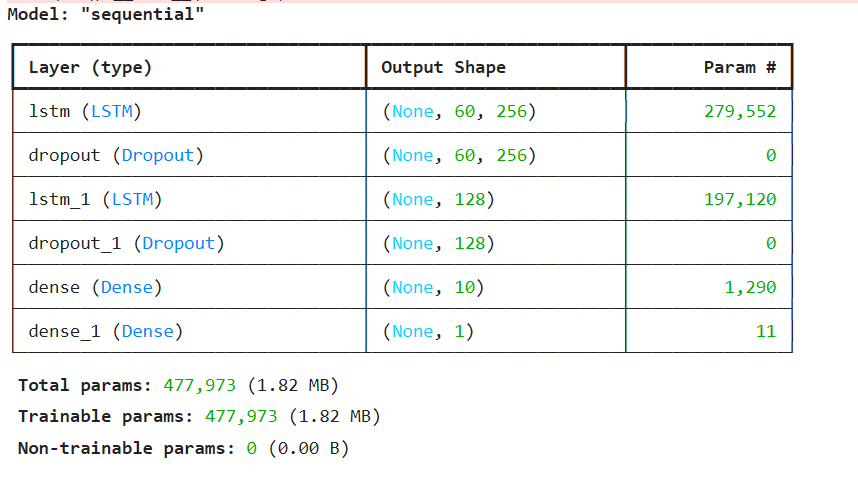 Model: "sequential"
Layer (type) Output Shape Param #
lstm (LSTM) (None, 60, 256) 279,552
dropout (Dropout) (None, 60, 256) 0
lstm_1 (LSTM) (None, 128) 197,120
dropout_1 (Dropout) (None, 128) 0
dense (Dense) (None, 10) 1,290
dense_1 (Dense) (None, 1) 11
Total params: 477,973 (1.82 MB)
Trainable params: 477,973 (1.82 MB)
Non-trainable params: 0 (0.00 B)